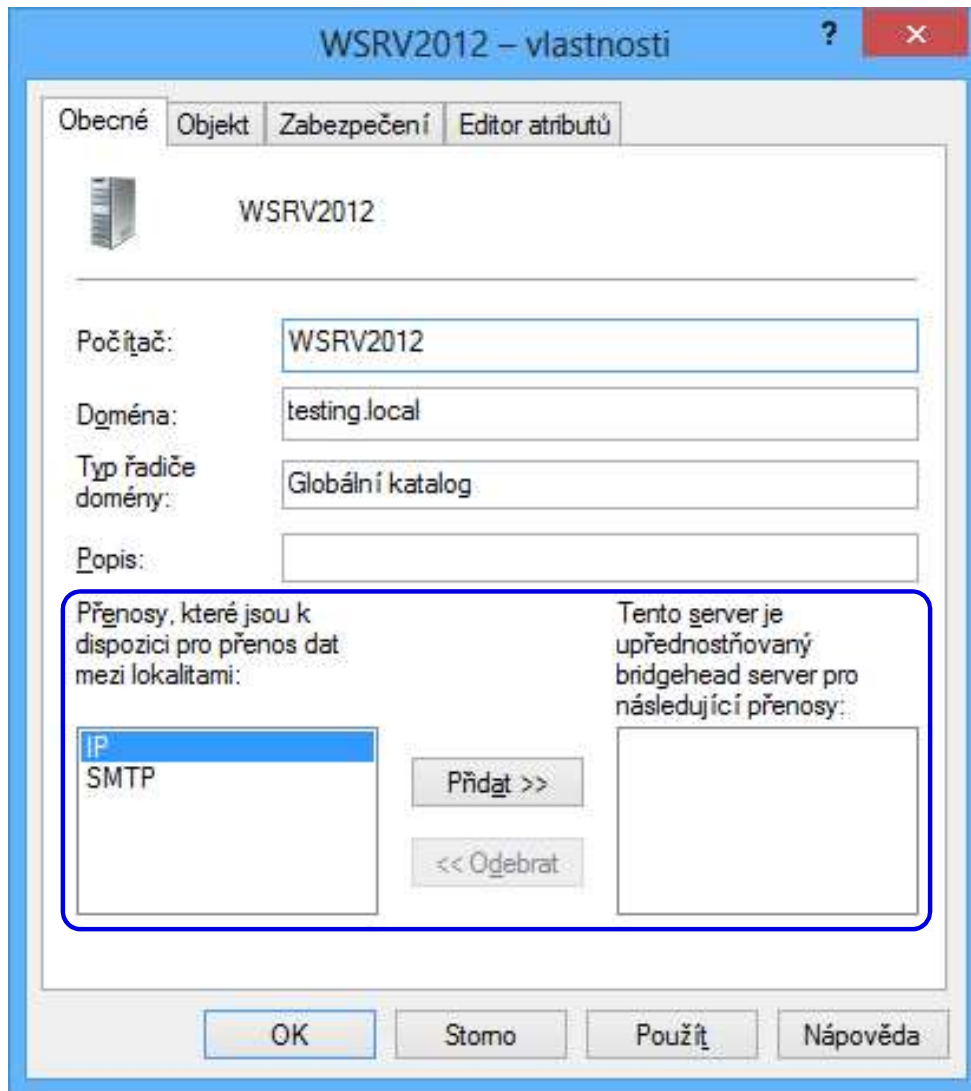 WSRV2012 – vlastnosti ?
Obecné Objekt Zabezpečení Editor atributů
WSRV2012
Počítač: WSRV2012
Doména: testing.local
Typ řadiče
domény: Globální katalog
Popis:
Přenosy, které jsou k
dispozici pro přenos dat
mezi lokalitami:
Tento server je
upřednostňovaný
bridgehead server pro
následující přenosy:
IP
SMTP
Přidat >>
<< Odebrat
OK Storno Použít Nápověda